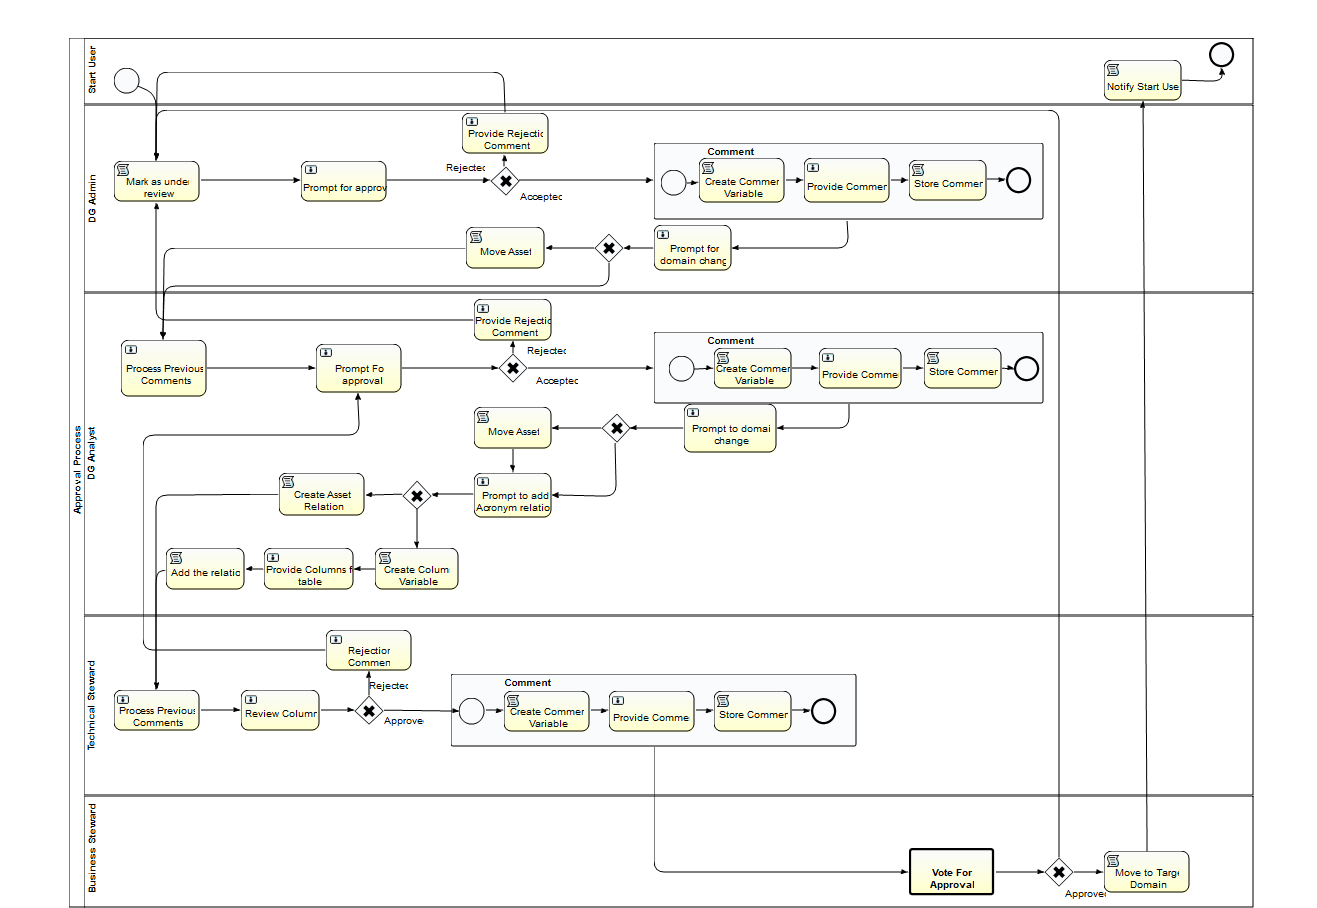 Approval Process
Start User
Notify Start Use
DG Admin
Provide Rejectic
Comment
Rejectec
Acceptec
Mark as unde
review
Prompt for approv
Comment
Create Commer
Variable
Provide Commer
Store Commer
Move Asset
Prompt for
domain chang
DG Analyst
Provide Rejectic
Comment
Rejectec
Acceptec
Process Previous
Comments
Prompt Fo
approval
Comment
Create Commer
Variable
Provide Comme
Store Commer
Move Asset
Prompt to domai
change
Create Asset
Relation
Prompt to add
Acronym relatio
Add the relatic
Provide Columns f
table
Create Colum
Variable
Technical Steward
Rejection
Commen
Rejectec
Process Previous
Comments
Review Column
Approve
Comment
Create Commer
Variable
Provide Comme
Store Commer
Business Steward
Vote For
Approval
Approve
Move to Targ
Domain